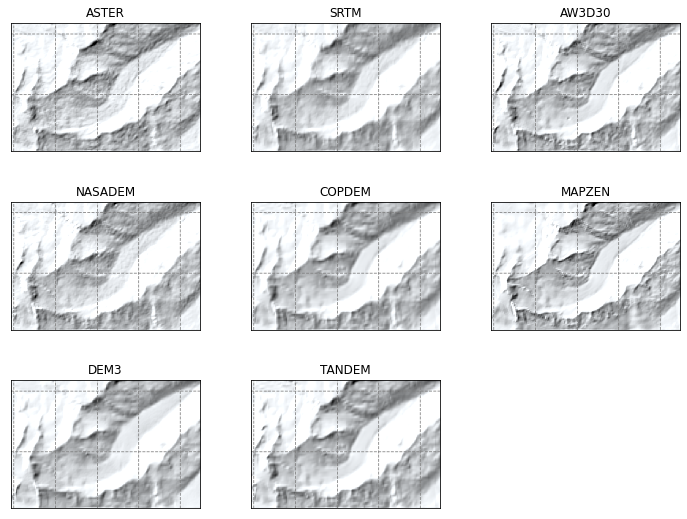 ASTER
SRTM
AW3D30
NASADEM
COPDEM
MAPZEN
DEM3
TANDEM